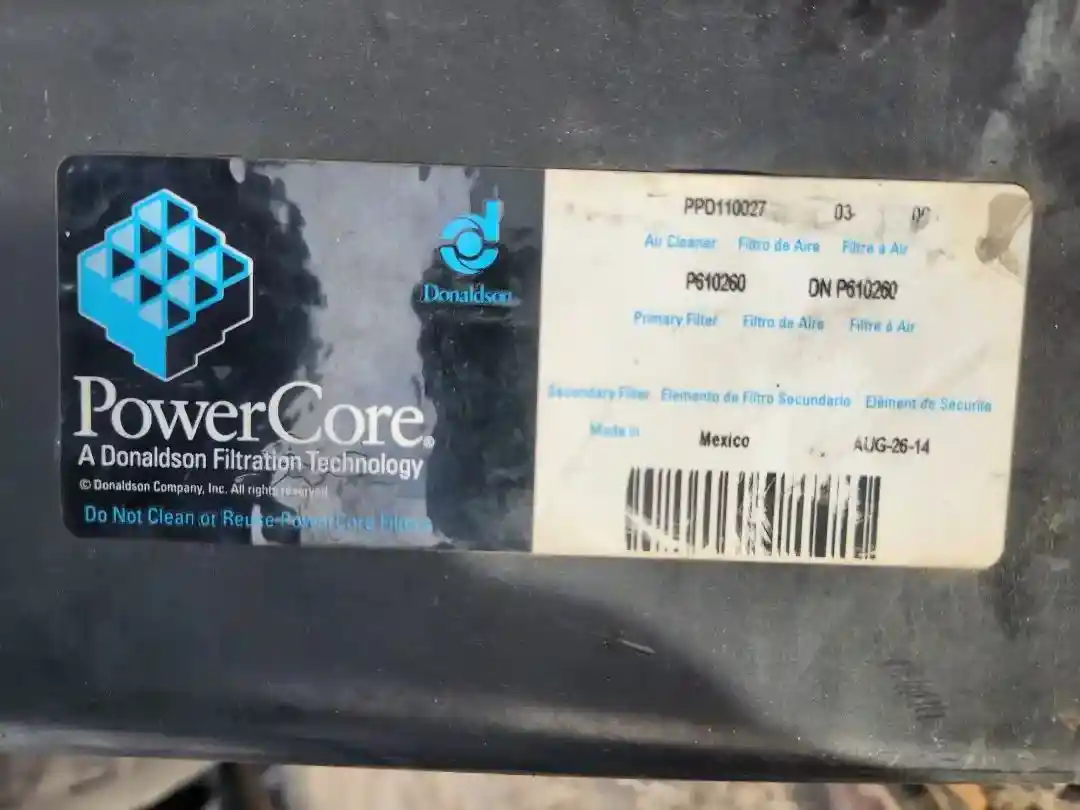 Donaldson
PowerCore®
A Donaldson Filtration Technology
© Donaldson Company, Inc. All rights reserved
Do Not Clean or Reuse PowerCore Filters
PPD110027 03-
Air Cleaner Filtro de Aire Filtre à Air
P610260 DN P610260
Primary Filter Filtro de Aire Filtre à Air
Secondary Filter Elemento de Filtro Secundario Elément de Sécurité
Made in Mexico AUG-26-14